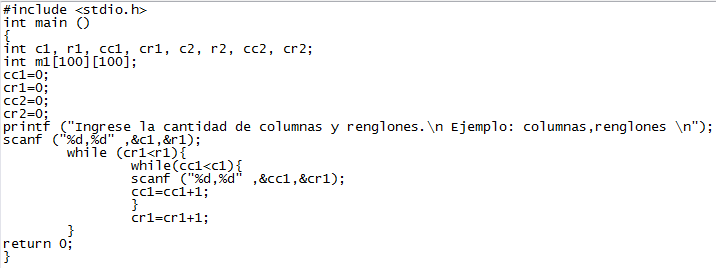 #include <stdio.h>
int main ()
{
int c1, r1, cc1, cr1, c2, r2, cc2, cr2;
int m1[100][100];
cc1=0;
cr1=0;
cc2=0;
cr2=0;
printf ("Ingrese la cantidad de columnas y renglones.\n Ejemplo: columnas,renglones \n");
scanf ("%d,%d" ,&c1,&r1);
while (cr1<r1){
while(cc1<c1){
scanf ("%d,%d" ,&cc1,&cr1);
cc1=cc1+1;
}
cr1=cr1+1;
}
return 0;
}